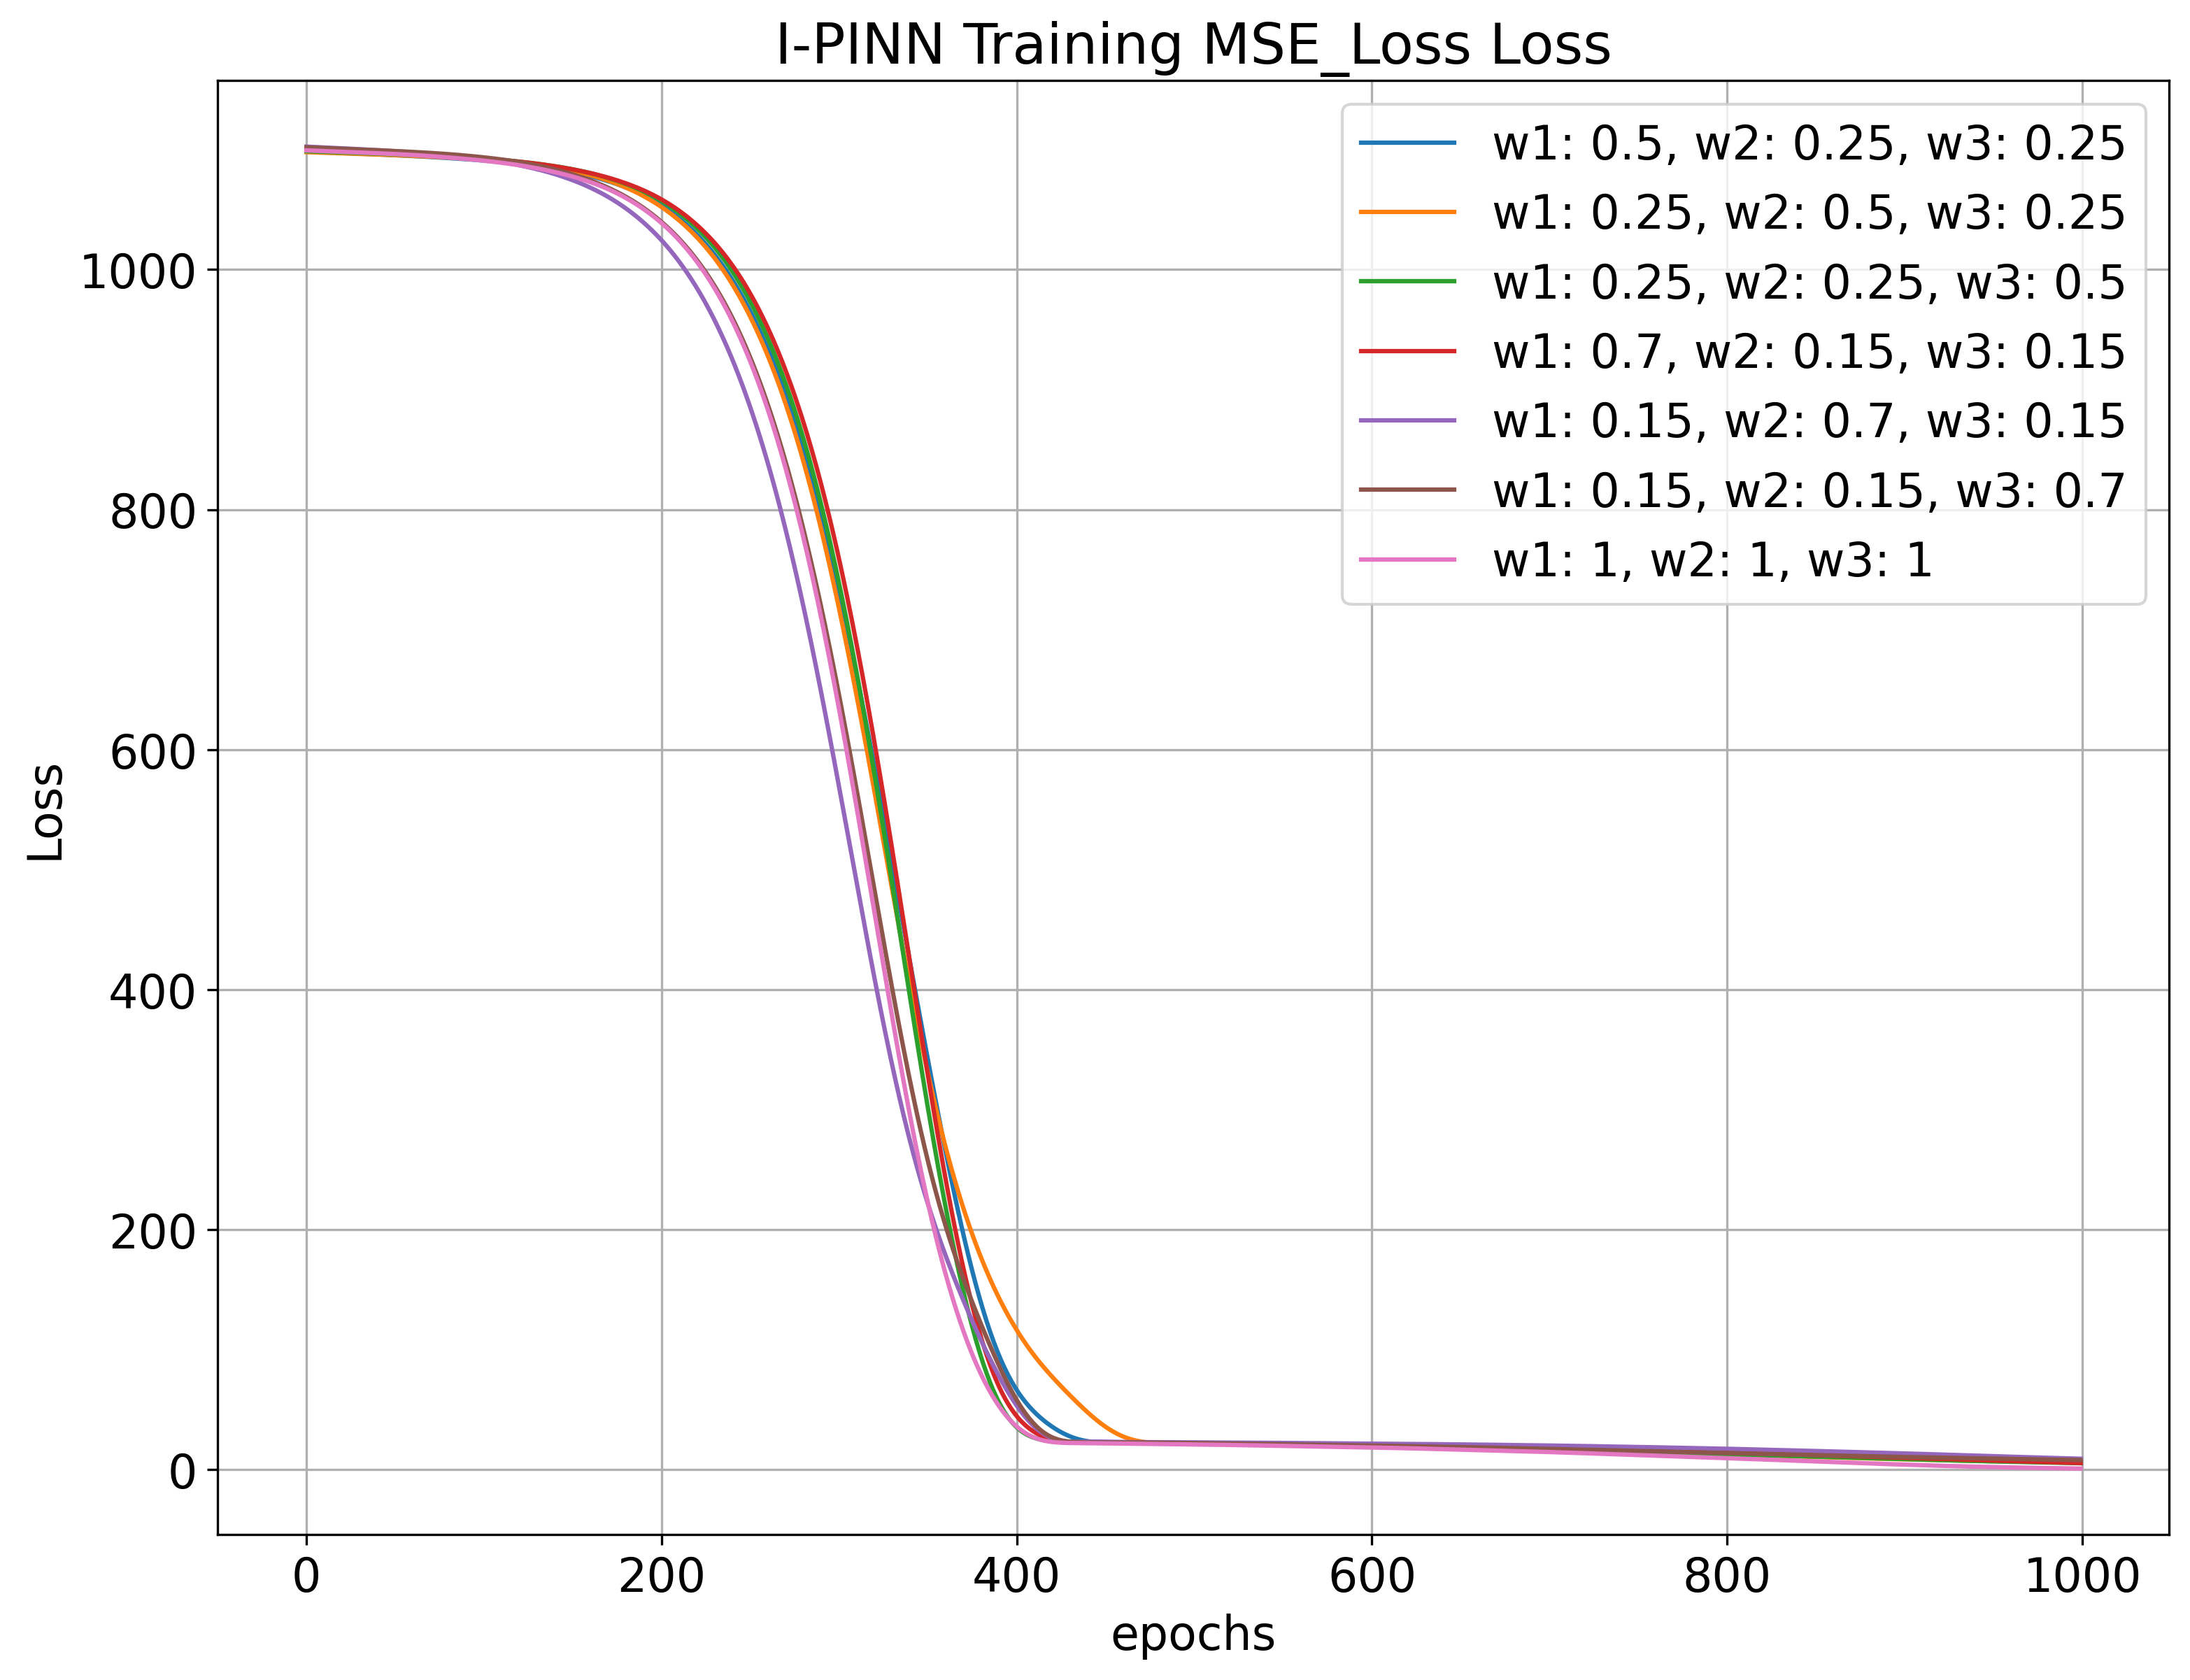 I-PINN Training MSE_Loss Loss
w1: 0.5, w2: 0.25, w3: 0.25
w1: 0.25, w2: 0.5, w3: 0.25
w1: 0.25, w2: 0.25, w3: 0.5
w1: 0.7, w2: 0.15, w3: 0.15
w1: 0.15, w2: 0.7, w3: 0.15
w1: 0.15, w2: 0.15, w3: 0.7
w1: 1, w2: 1, w3: 1
Loss
1000
800
600
400
200
0
0 200 400 600 800 1000
epochs